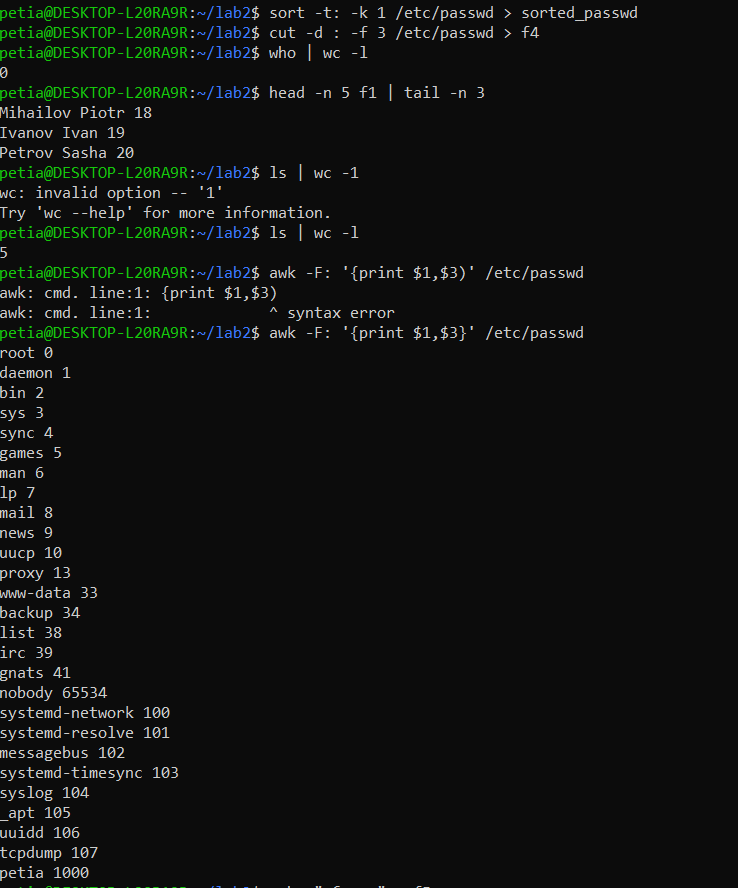 petia@DESKTOP-L20RA9R:~/lab2$ sort -t: -k 1 /etc/passwd > sorted_passwd
petia@DESKTOP-L20RA9R:~/lab2$ cut -d : -f 3 /etc/passwd > f4
petia@DESKTOP-L20RA9R:~/lab2$ who | wc -l
0
petia@DESKTOP-L20RA9R:~/lab2$ head -n 5 f1 | tail -n 3
Mihailov Piotr 18
Ivanov Ivan 19
Petrov Sasha 20
petia@DESKTOP-L20RA9R:~/lab2$ ls | wc -1
wc: invalid option -- '1'
Try 'wc --help' for more information.
petia@DESKTOP-L20RA9R:~/lab2$ ls | wc -l
5
petia@DESKTOP-L20RA9R:~/lab2$ awk -F: '{print $1,$3)' /etc/passwd
awk: cmd. line:1: {print $1,$3)
awk: cmd. line:1:             ^ syntax error
petia@DESKTOP-L20RA9R:~/lab2$ awk -F: '{print $1,$3}' /etc/passwd
root 0
daemon 1
bin 2
sys 3
sync 4
games 5
man 6
lp 7
mail 8
news 9
uucp 10
proxy 13
www-data 33
backup 34
list 38
irc 39
gnats 41
nobody 65534
systemd-network 100
systemd-resolve 101
messagebus 102
systemd-timesync 103
syslog 104
_apt 105
uuidd 106
tcpdump 107
petia 1000